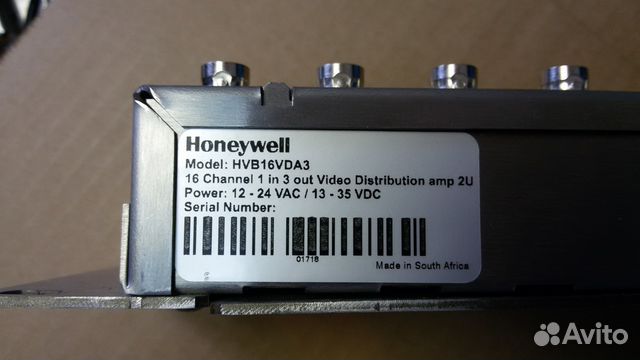 Honeywell
Model: HVB16VDA3
16 Channel 1 in 3 out Video Distribution amp 2U
Power: 12 - 24 VAC / 13 - 35 VDC
Serial Number:
01718
Made in South Africa
Avito